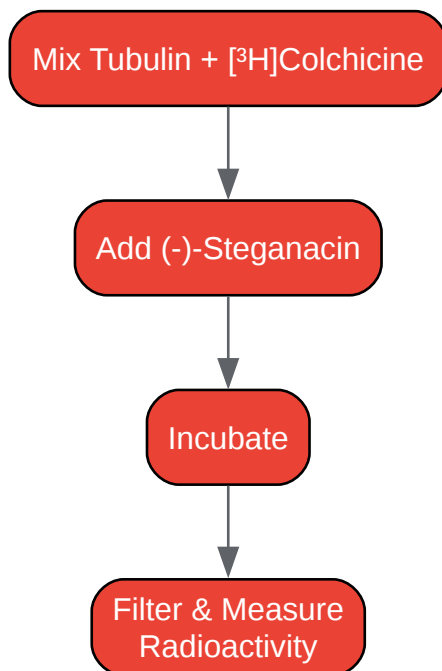 Mix Tubulin + [³H]Colchicine
Add (-)-Steganacin
Incubate
Filter & Measure
Radioactivity